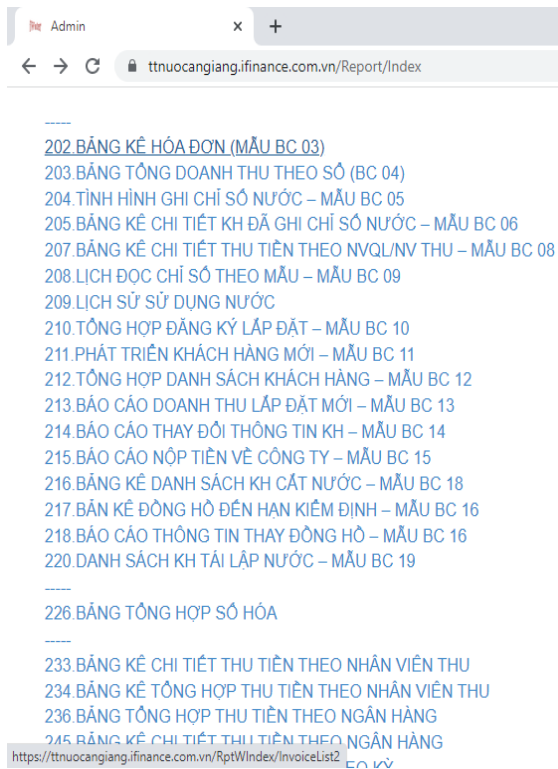 Admin
ttnuocangiang.ifinance.com.vn/Report/Index
-----
202.BẢNG KÊ HÓA ĐƠN (MẪU BC 03)
203.BẢNG TỔNG DOANH THU THEO SỔ (BC 04)
204.TÌNH HÌNH GHI CHỈ SỐ NƯỚC – MẪU BC 05
205.BẢNG KÊ CHI TIẾT KH ĐÃ GHI CHỈ SỐ NƯỚC – MẪU BC 06
207.BẢNG KÊ CHI TIẾT THU TIỀN THEO NVQL/NV THU – MẪU BC 08
208.LỊCH ĐỌC CHỈ SỐ THEO MẪU – MẪU BC 09
209.LỊCH SỬ SỬ DỤNG NƯỚC
210.TỔNG HỢP ĐĂNG KÝ LẮP ĐẶT – MẪU BC 10
211.PHÁT TRIỂN KHÁCH HÀNG MỚI – MẪU BC 11
212.TỔNG HỢP DANH SÁCH KHÁCH HÀNG – MẪU BC 12
213.BÁO CÁO DOANH THU LẮP ĐẶT MỚI – MẪU BC 13
214.BÁO CÁO THAY ĐỔI THÔNG TIN KH – MẪU BC 14
215.BÁO CÁO NỘP TIỀN VỀ CÔNG TY – MẪU BC 15
216.BẢNG KÊ DANH SÁCH KH CẮT NƯỚC – MẪU BC 18
217.BẢN KÊ ĐỒNG HỒ ĐẾN HẠN KIỂM ĐỊNH – MẪU BC 16
218.BÁO CÁO THÔNG TIN THAY ĐỒNG HỒ – MẪU BC 16
220.DANH SÁCH KH TÁI LẬP NƯỚC – MẪU BC 19
-----
226.BẢNG TỔNG HỢP SỐ HÓA
-----
233.BẢNG KÊ CHI TIẾT THU TIỀN THEO NHÂN VIÊN THU
234.BẢNG KÊ TỔNG HỢP THU TIỀN THEO NHÂN VIÊN THU
236.BẢNG TỔNG HỢP THU TIỀN THEO NGÂN HÀNG
245.BẢNG KÊ CHI TIẾT THU TIỀN THEO NGÂN HÀNG
https://ttnuocangiang.ifinance.com.vn/RptWIndex/InvoiceList2
KỲ